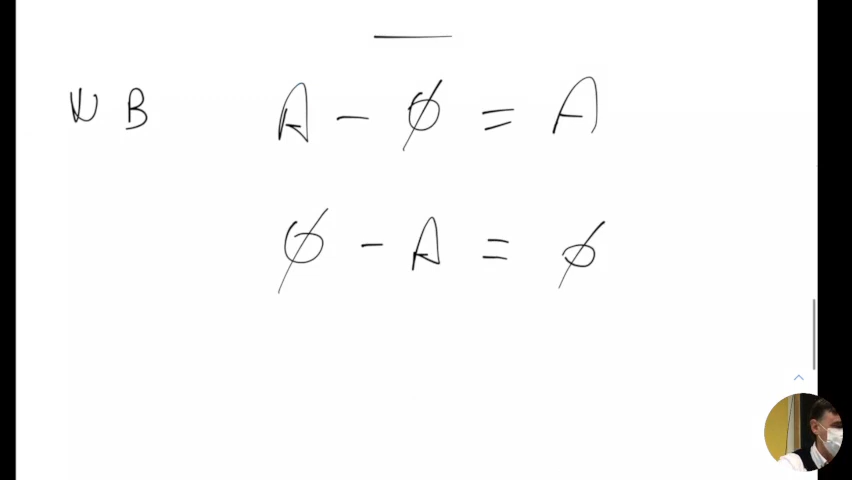 NB A - ∅ = A
∅ - A = ∅